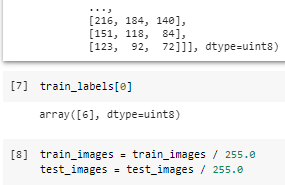 ...,
[216, 184, 140],
[151, 118, 84],
[123, 92, 72]]], dtype=uint8)
[7] train_labels[0]
array([6], dtype=uint8)
[8] train_images = train_images / 255.0
test_images = test_images / 255.0